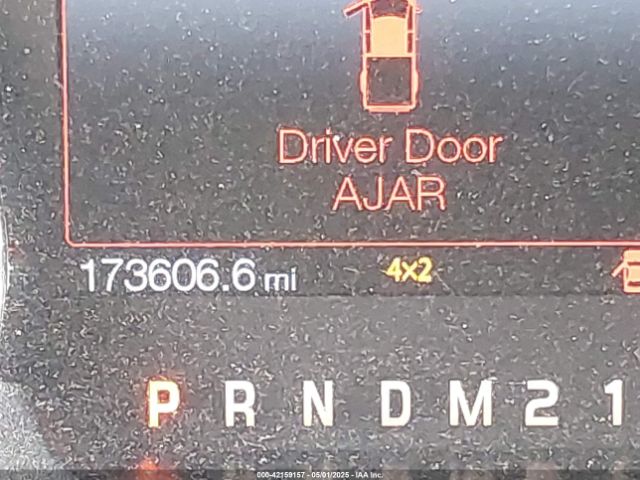 Driver Door
AJAR
173606.6 mi 4x2
P R N D M 2 1
000-42159157 - 05/01/2025 - IAA Inc.